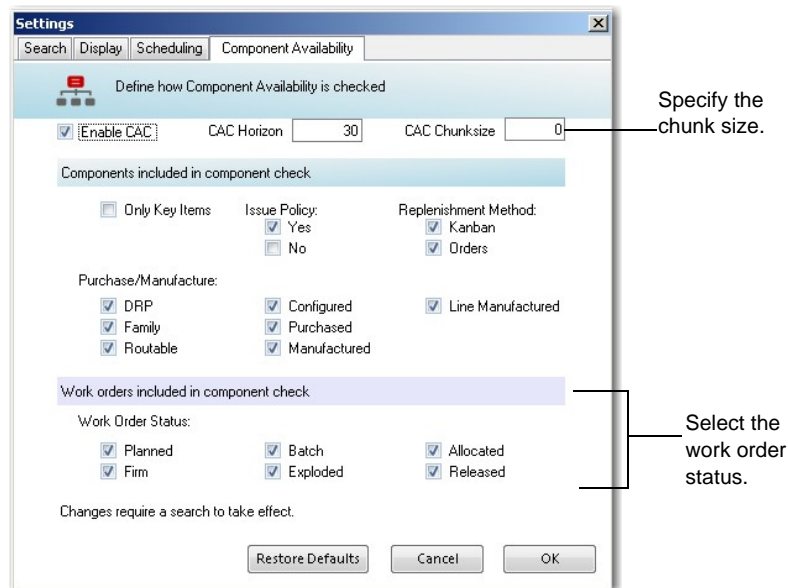 Settings
Search Display Scheduling Component Availability
Define how Component Availability is checked
Enable CAC CAC Horizon 30 CAC Chunksize 0
Specify the
chunk size.
Components included in component check
Only Key Items Issue Policy: Replenishment Method:
Yes Kanban
No Orders
Purchase/Manufacture:
DRP Configured Line Manufactured
Family Purchased
Routable Manufactured
Work orders included in component check
Work Order Status:
Planned Batch Allocated
Firm Exploded Released
Select the
work order
status.
Changes require a search to take effect.
Restore Defaults Cancel OK